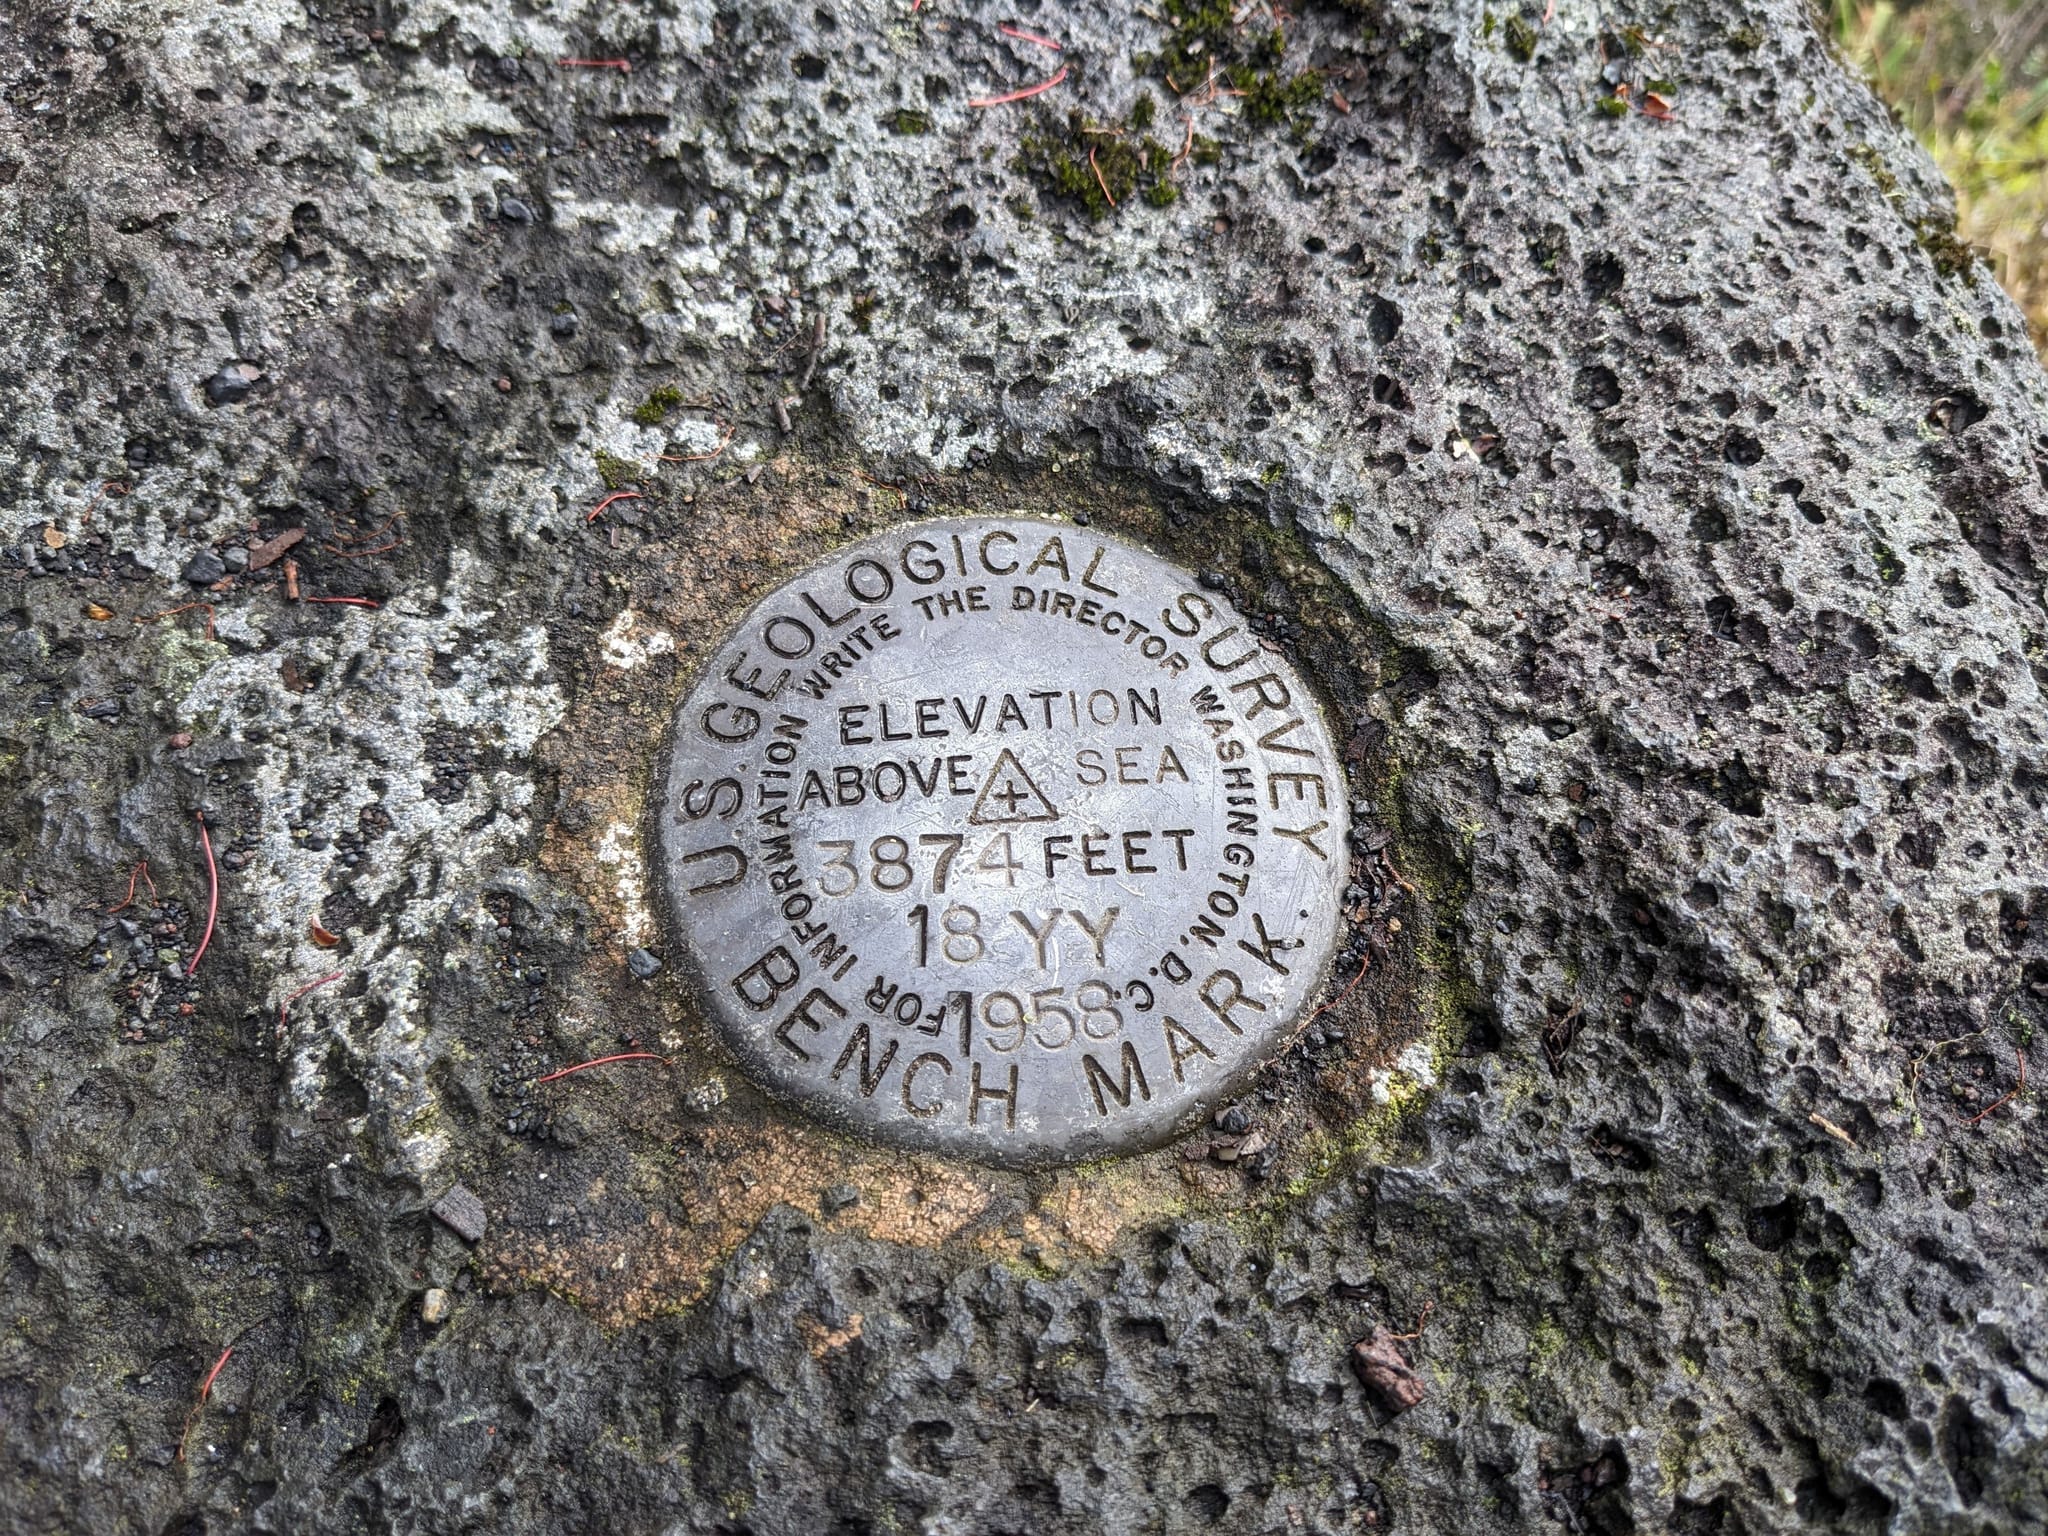 U.S. GEOLOGICAL SURVEY
FOR INFORMATION WRITE THE DIRECTOR WASHINGTON, D.C.
ELEVATION
ABOVE SEA
3874 FEET
18 YY
1958
BENCH MARK